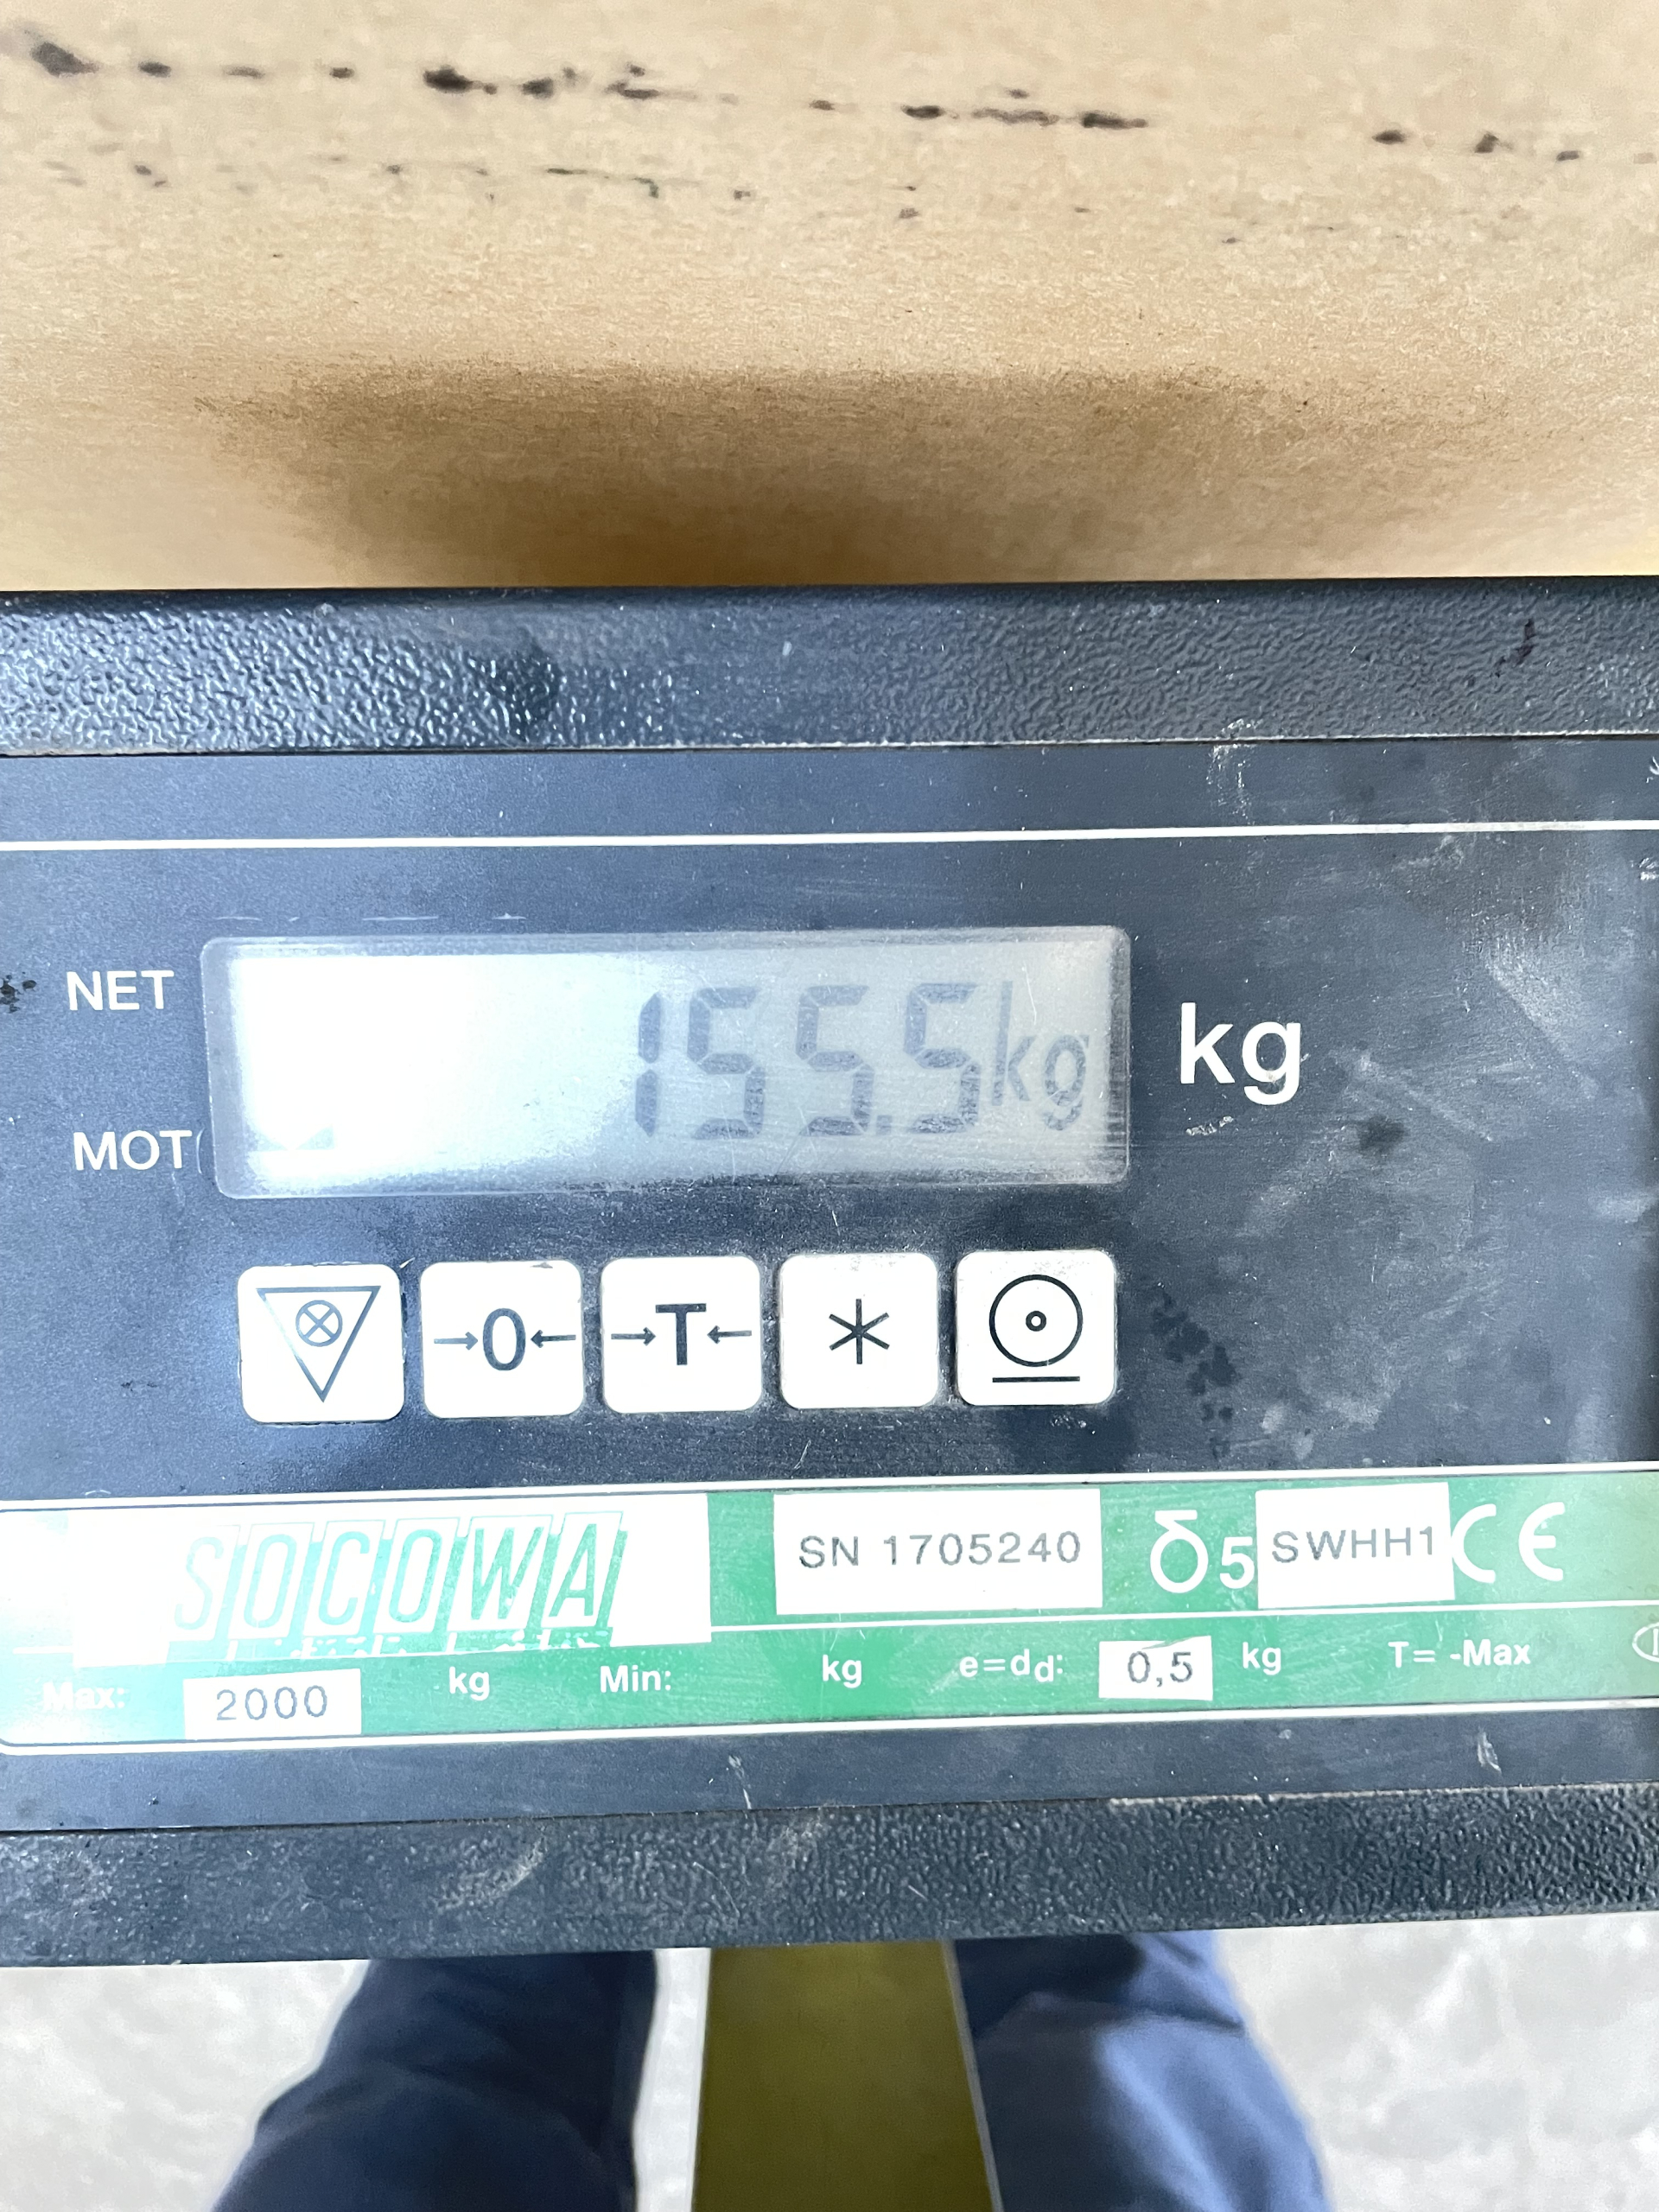 NET
155.5kg
kg
MOT
→0← →T← *
SOCOWA
SN 1705240
δ5 SWHH1 CE
Max: 2000 kg Min: kg e=dd: 0,5 kg T= -Max